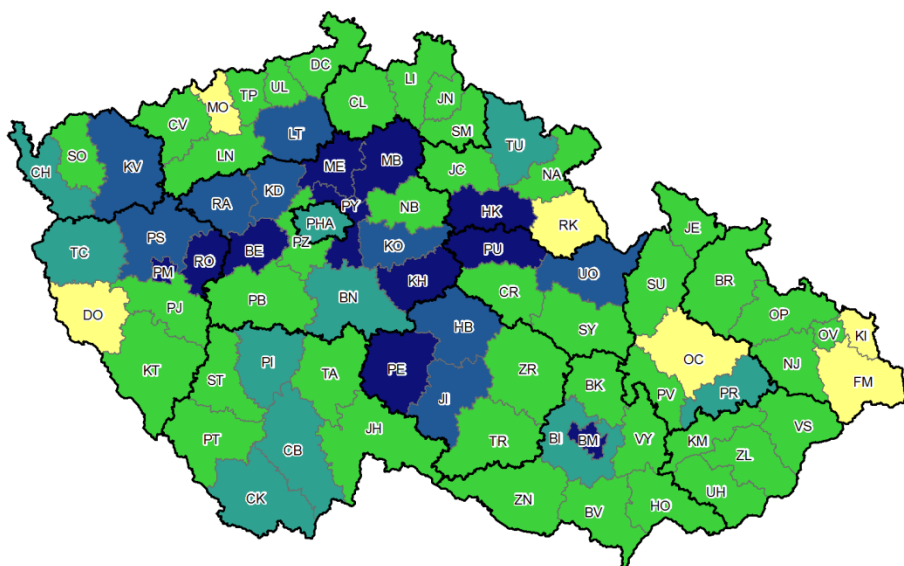 DC
LI
UL
MO
TP
CL
JN
CV
LT
SM
TU
SO
LN
ME
MB
CH
KV
JC
NA
KD
RA
PY
NB
HK
PHA
RK
JE
PS
BE
PZ
KO
PU
TC
RO
BR
PM
UO
SU
KH
CR
PJ
PB
BN
OP
DO
SY
OV
KI
HB
OC
NJ
KT
ST
PI
TA
PE
ZR
FM
BK
PV
PR
JI
PT
JH
TR
BI
BM
VY
KM
VS
CB
ZL
CK
ZN
UH
BV
HO